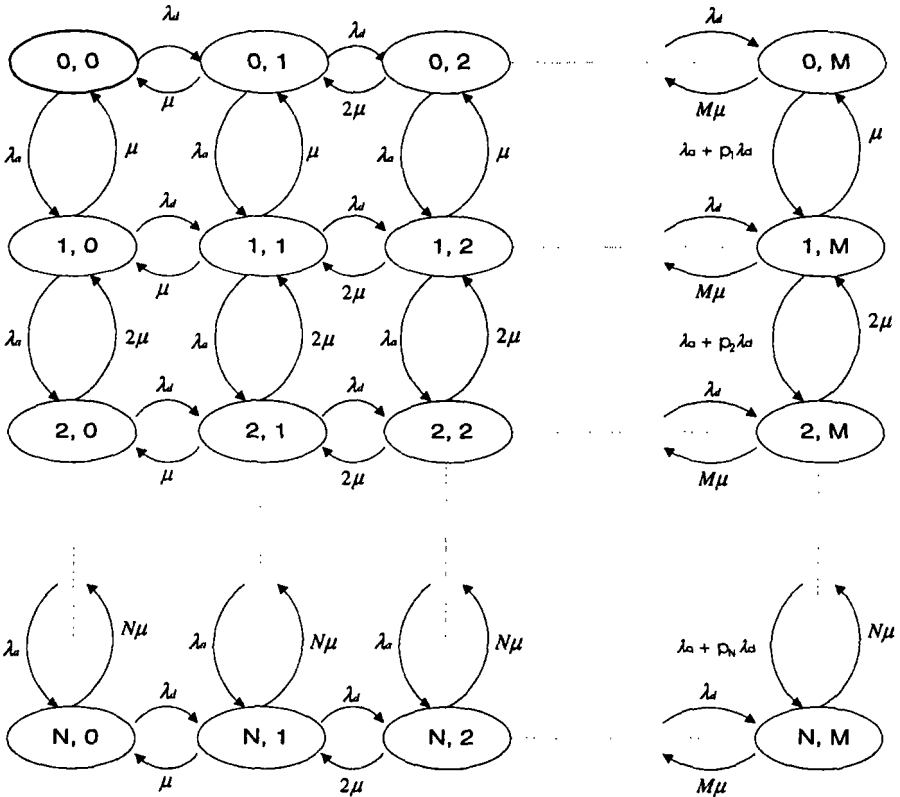 λd λd λd
0, 0 0, 1 0, 2 0, M
μ 2μ Mμ
λa μ λa μ λa μ λa + p₁λd μ
λd λd λd
1, 0 1, 1 1, 2 1, M
μ 2μ Mμ
λa 2μ λa 2μ λa 2μ λa + p₂λd 2μ
λd λd λd
2, 0 2, 1 2, 2 2, M
μ 2μ Mμ
λa Nμ λa Nμ λa Nμ λa + pNλd Nμ
λd λd λd
N, 0 N, 1 N, 2 N, M
μ 2μ Mμ